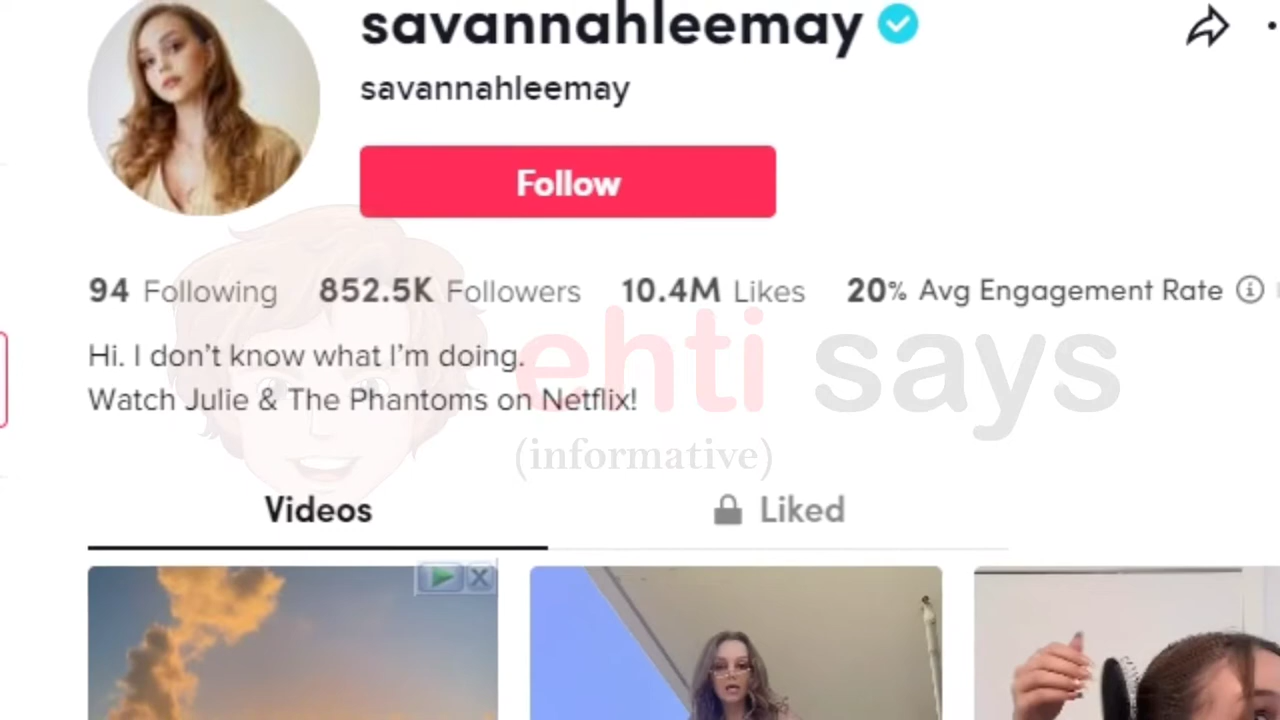 savannahleemay
savannahleemay
Follow
94 Following 852.5K Followers 10.4M Likes 20% Avg Engagement Rate
Hi. I don't know what I'm doing.
Watch Julie & The Phantoms on Netflix!
ehti says
(informative)
Videos Liked